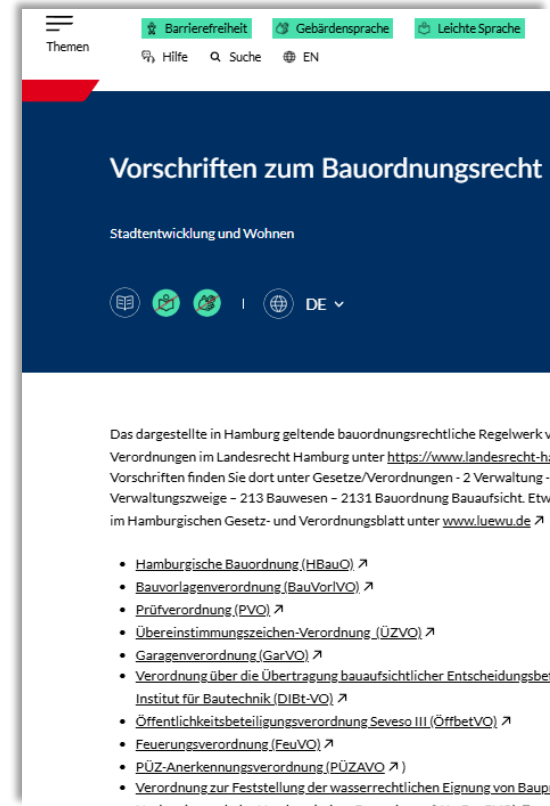 Themen
Barrierefreiheit Gebärdensprache Leichte Sprache
Hilfe Suche EN
Vorschriften zum Bauordnungsrecht
Stadtentwicklung und Wohnen
DE
Das dargestellte in Hamburg geltende bauordnungsrechtliche Regelwerk
Verordnungen im Landesrecht Hamburg unter https://www.landesrecht-ha
Vorschriften finden Sie dort unter Gesetze/Verordnungen - 2 Verwaltung -
Verwaltungszweige – 213 Bauwesen – 2131 Bauordnung Bauaufsicht. Etw
im Hamburgischen Gesetz- und Verordnungsblatt unter www.luewu.de
• Hamburgische Bauordnung (HBauO)
• Bauvorlagenverordnung (BauVorlVO)
• Prüfverordnung (PVO)
• Übereinstimmungszeichen-Verordnung (ÜZVO)
• Garagenverordnung (GarVO)
• Verordnung über die Übertragung bauaufsichtlicher Entscheidungsbef
Institut für Bautechnik (DIBt-VO)
• Öffentlichkeitsbeteiligungsverordnung Seveso III (ÖffbetVO)
• Feuerungsverordnung (FeuVO)
• PÜZ-Anerkennungsverordnung (PÜZAVO )
• Verordnung zur Feststellung der wasserrechtlichen Eignung von Baupr